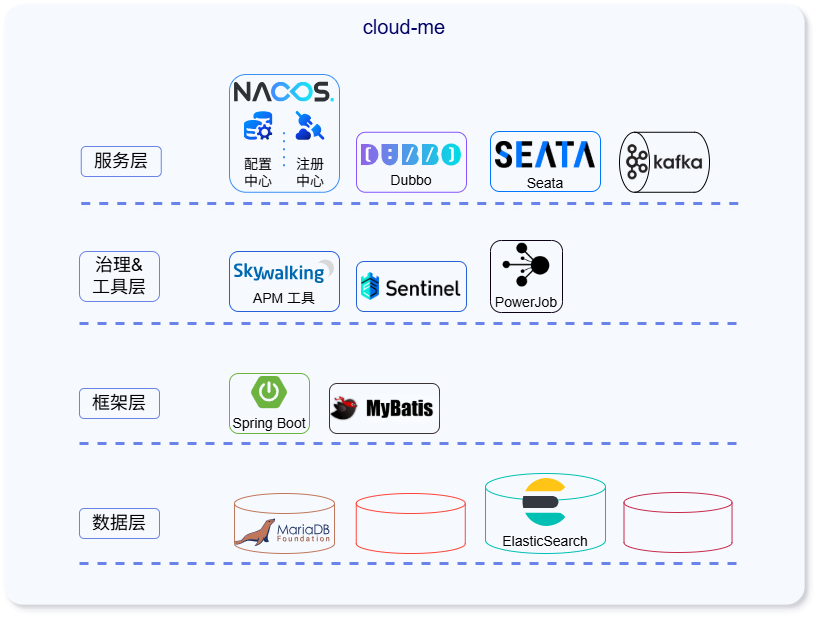 cloud-me
NACOS.
配置
中心
注册
中心
服务层
DUBBO
Dubbo
SEATA
Seata
kafka
治理&
工具层
Skywalking
APM 工具
Sentinel
PowerJob
框架层
Spring Boot
MyBatis
数据层
MariaDB
Foundation
ElasticSearch